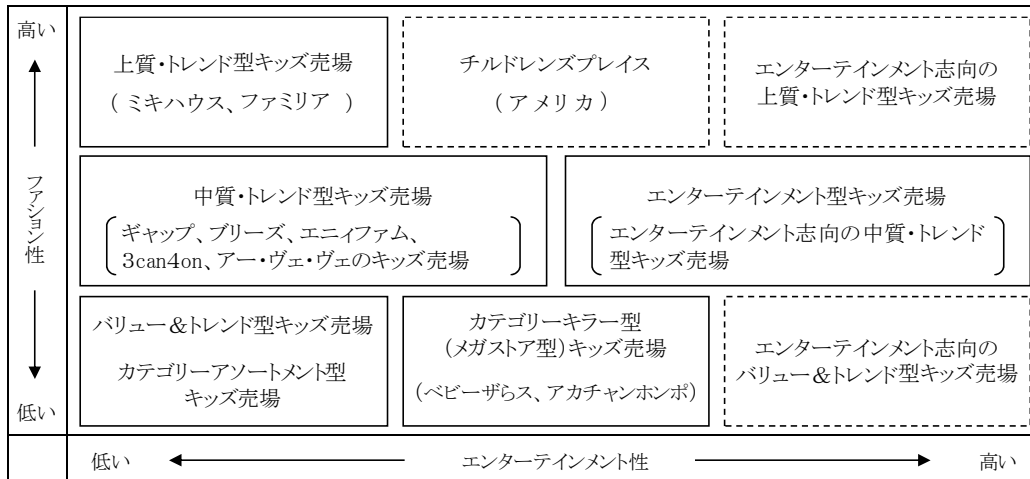 高い
ファッション性
低い
上質・トレンド型キッズ売場
(ミキハウス、ファミリア)
チルドレンズプレイス
(アメリカ)
エンターテインメント志向の
上質・トレンド型キッズ売場
中質・トレンド型キッズ売場
ギャップ、ブリーズ、エニィファム、
3can4on、アー・ヴェ・ヴェのキッズ売場
エンターテインメント型キッズ売場
エンターテインメント志向の中質・トレンド
型キッズ売場
バリュー&トレンド型キッズ売場
カテゴリーアソートメント型
キッズ売場
カテゴリーキラー型
(メガストア型)キッズ売場
(ベビーザらス、アカチャンホンポ)
エンターテインメント志向の
バリュー&トレンド型キッズ売場
低い エンターテインメント性 高い